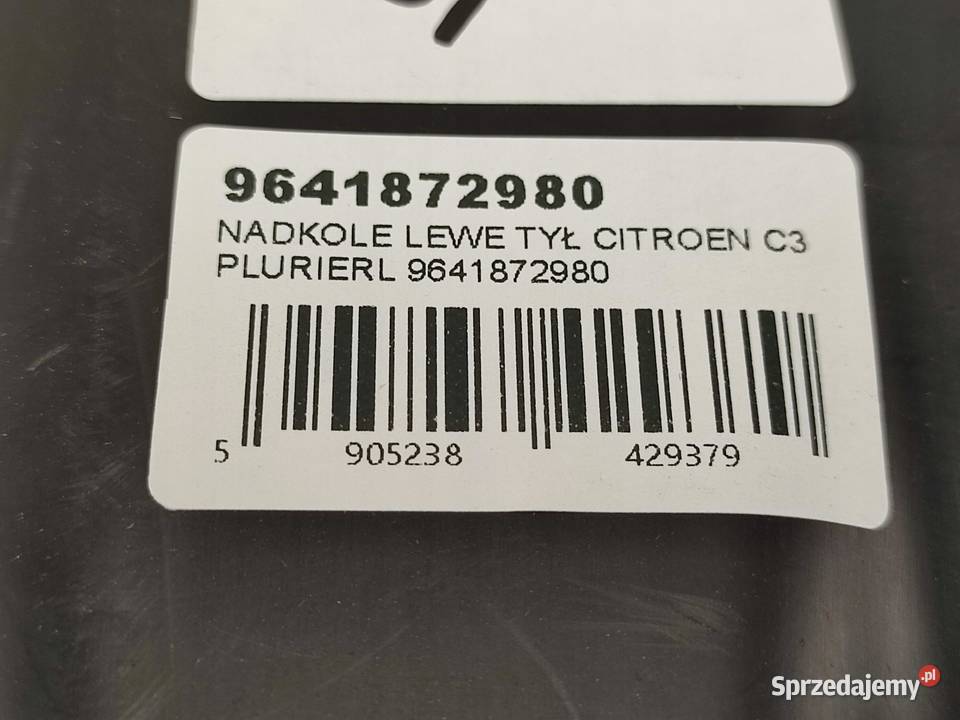 9641872980
NADKOLE LEWE TYŁ CITROEN C3
PLURIERL 9641872980
5 905238 429379
Sprzedajemy.pl